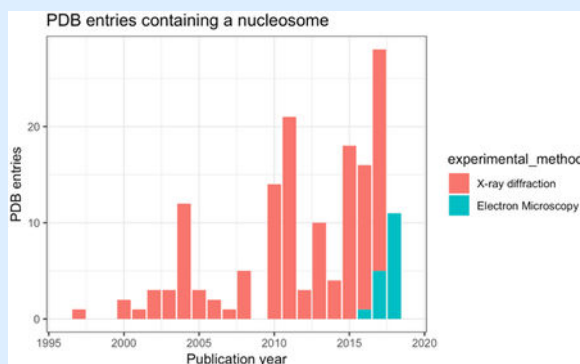 PDB entries containing a nucleosome
20
10
0
PDB entries
1995
2000
2005
2010
2015
2020
Publication year
experimental_method
X-ray diffraction
Electron Microscopy